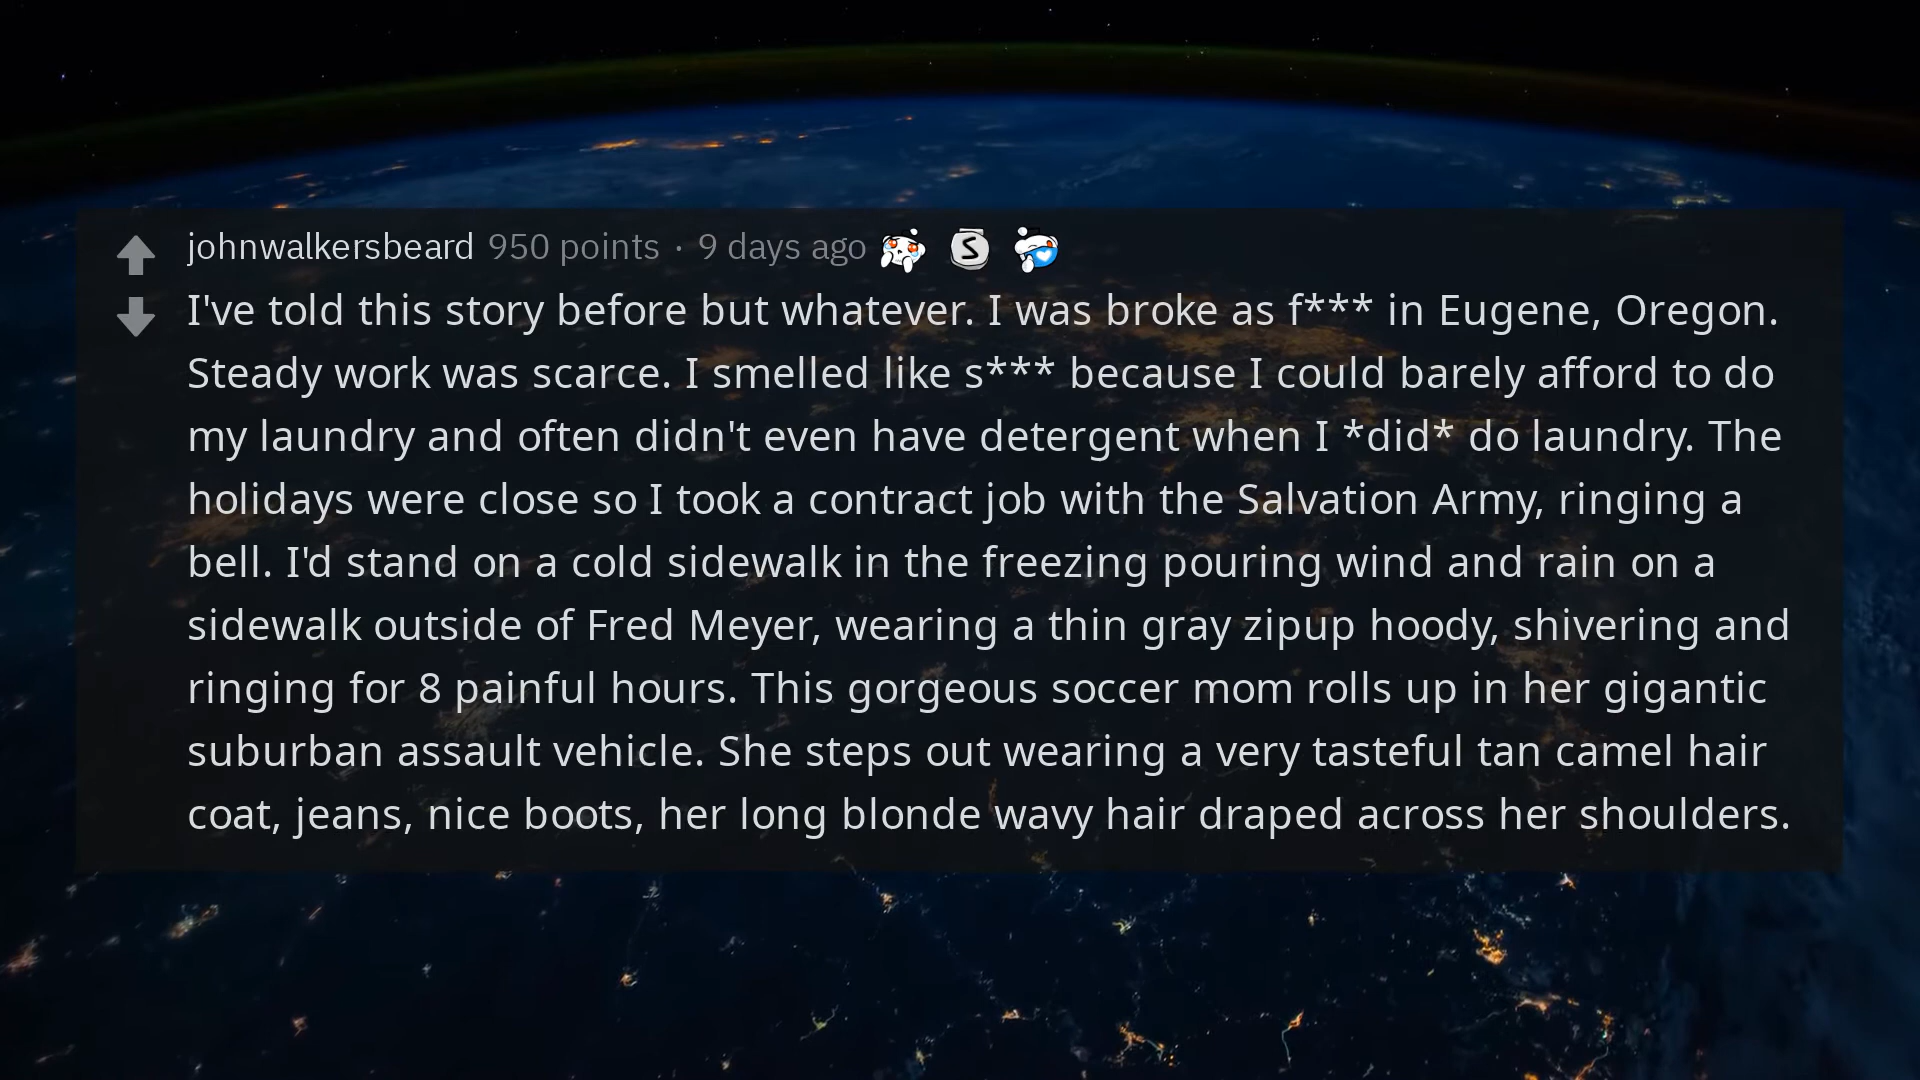 johnwalkersbeard 950 points · 9 days ago S
I've told this story before but whatever. I was broke as f*** in Eugene, Oregon.
Steady work was scarce. I smelled like s*** because I could barely afford to do
my laundry and often didn't even have detergent when I *did* do laundry. The
holidays were close so I took a contract job with the Salvation Army, ringing a
bell. I'd stand on a cold sidewalk in the freezing pouring wind and rain on a
sidewalk outside of Fred Meyer, wearing a thin gray zipup hoody, shivering and
ringing for 8 painful hours. This gorgeous soccer mom rolls up in her gigantic
suburban assault vehicle. She steps out wearing a very tasteful tan camel hair
coat, jeans, nice boots, her long blonde wavy hair draped across her shoulders.